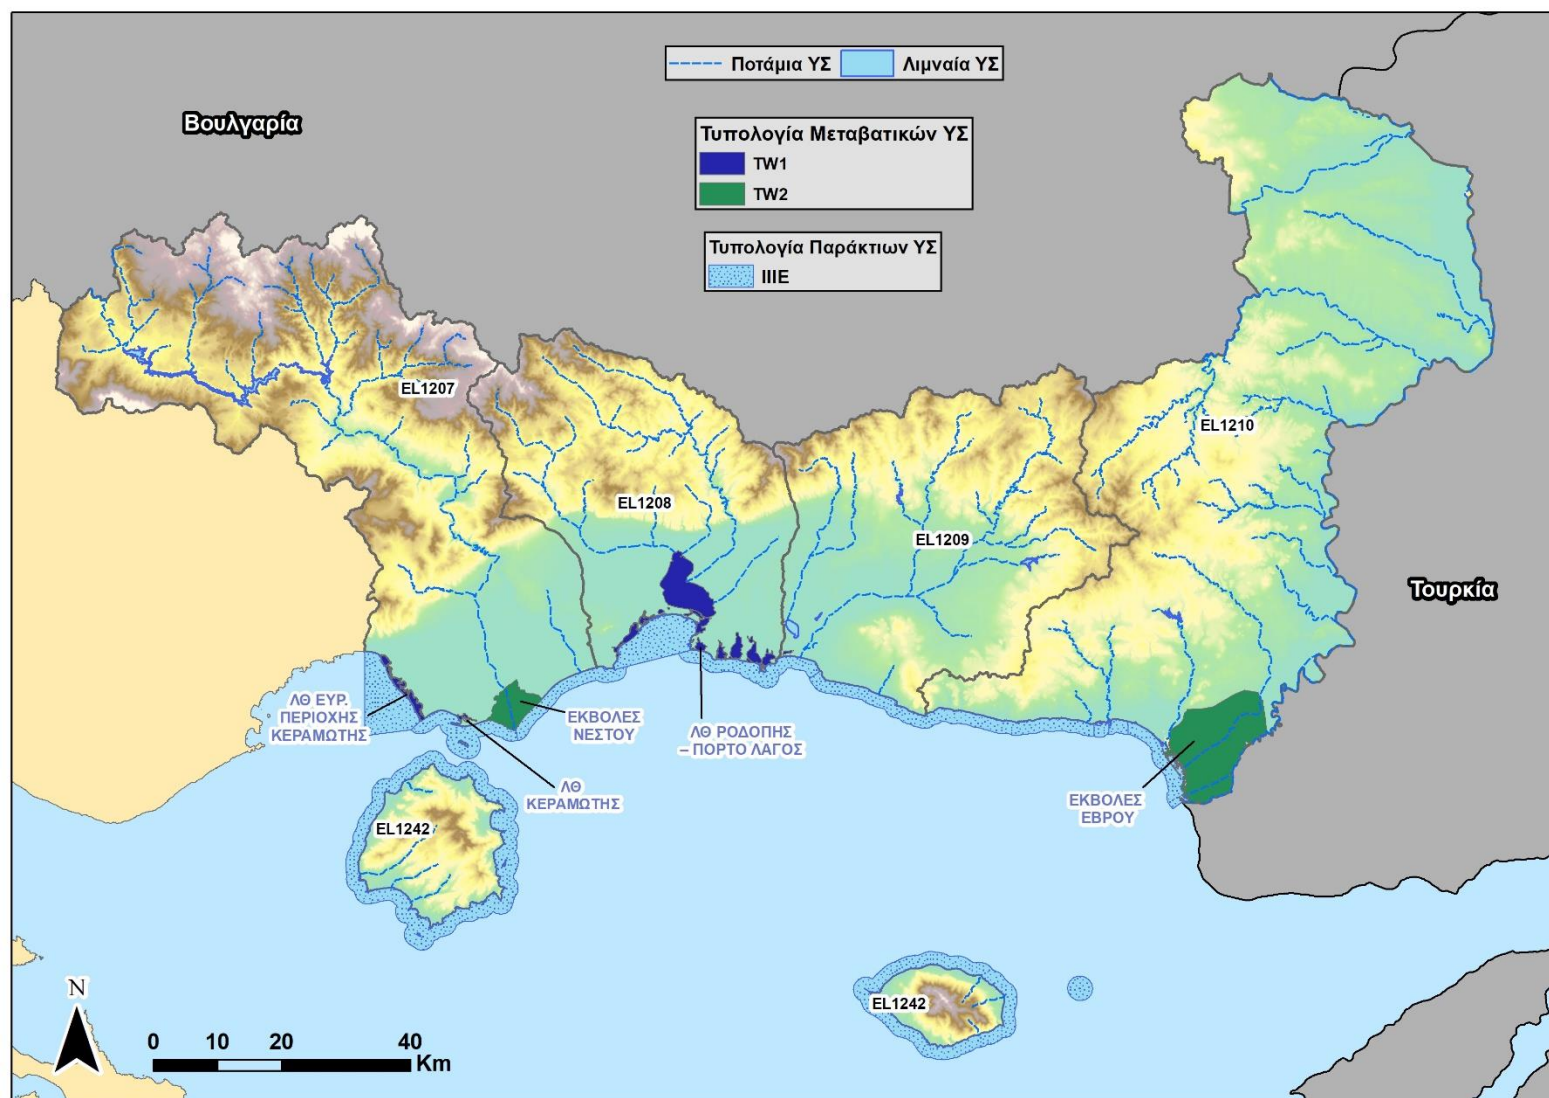 Ποτάμια ΥΣ Λιμναία ΥΣ
Βουλγαρία
Τυπολογία Μεταβατικών ΥΣ
TW1
TW2
Τυπολογία Παράκτιων ΥΣ
IIIE
EL1207
EL1210
EL1208
EL1209
Τουρκία
ΛΘ ΕΥΡ.
ΠΕΡΙΟΧΗΣ
ΚΕΡΑΜΩΤΗΣ
ΕΚΒΟΛΕΣ
ΝΕΣΤΟΥ
ΛΘ ΡΟΔΟΠΗΣ
– ΠΟΡΤΟ ΛΑΓΟΣ
ΛΘ
ΚΕΡΑΜΩΤΗΣ
ΕΚΒΟΛΕΣ
ΕΒΡΟΥ
EL1242
EL1242
N
0 10 20 40
Km